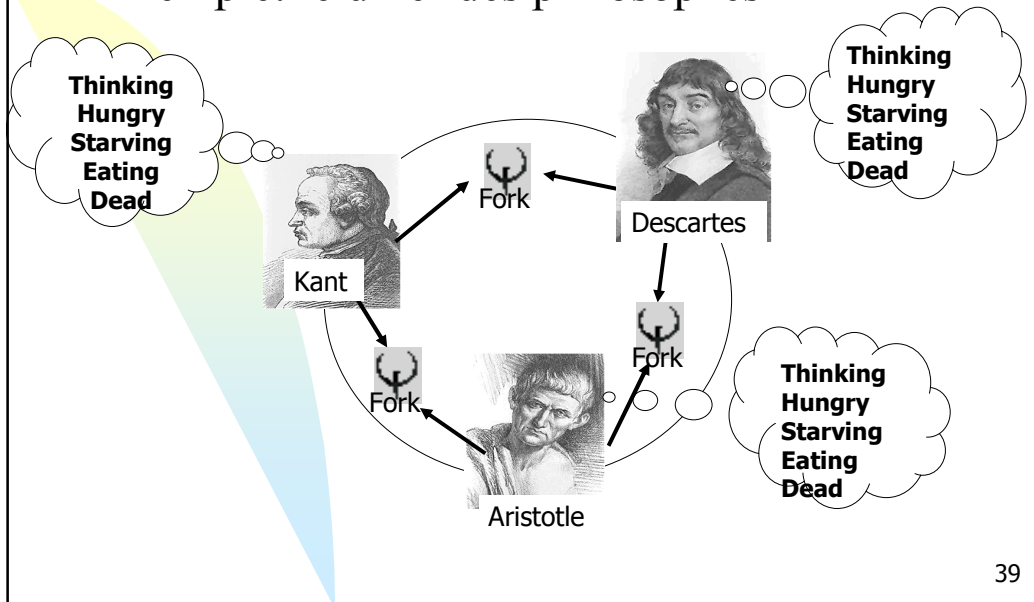 philosophes
Thinking
Hungry
Starving
Eating
Dead
Thinking
Hungry
Starving
Eating
Dead
Fork
Descartes
Kant
Fork
Fork
Thinking
Hungry
Starving
Eating
Dead
Aristotle
39